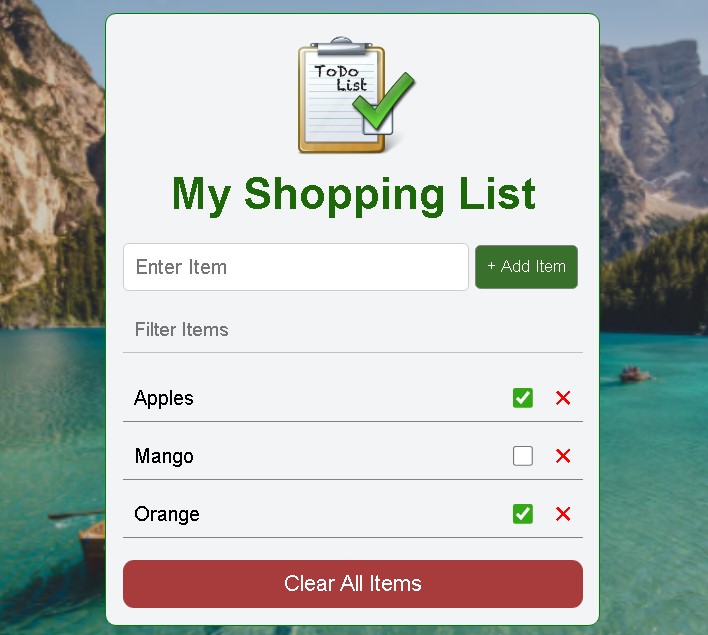 ToDo
List
My Shopping List
Enter Item
+ Add Item
Filter Items
Apples
Mango
Orange
Clear All Items